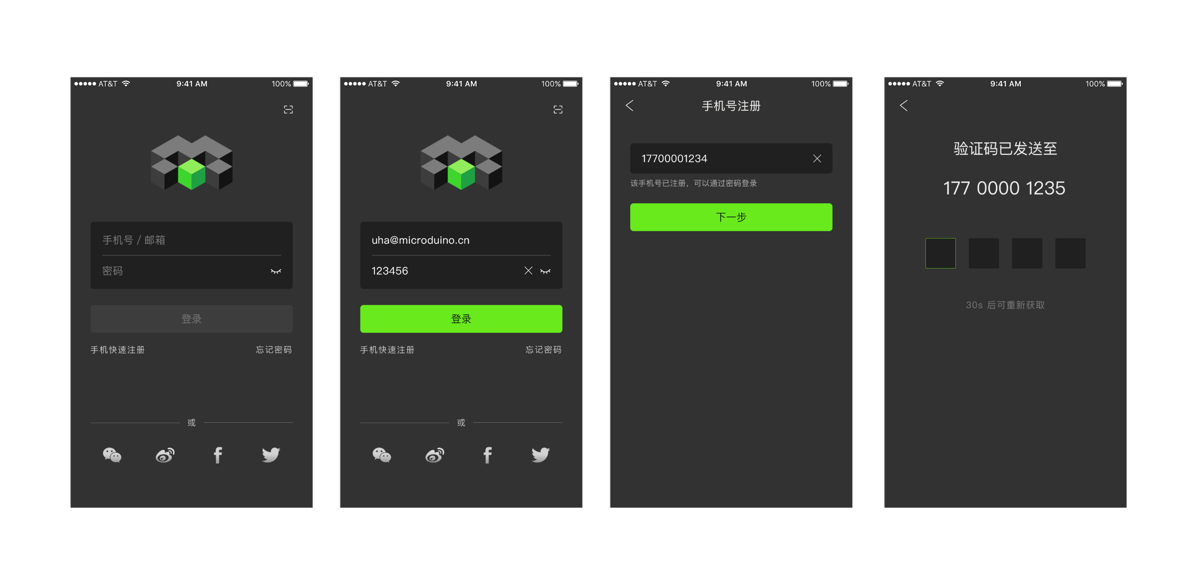 AT&T 9:41 AM 100%
手机号 / 邮箱
密码
登录
手机快速注册 忘记密码
或
AT&T 9:41 AM 100%
uha@microduino.cn
123456
登录
手机快速注册 忘记密码
或
AT&T 9:41 AM 100%
手机号注册
17700001234
该手机号已注册，可以通过密码登录
下一步
AT&T 9:41 AM 100%
验证码已发送至
177 0000 1235
30s 后可重新获取